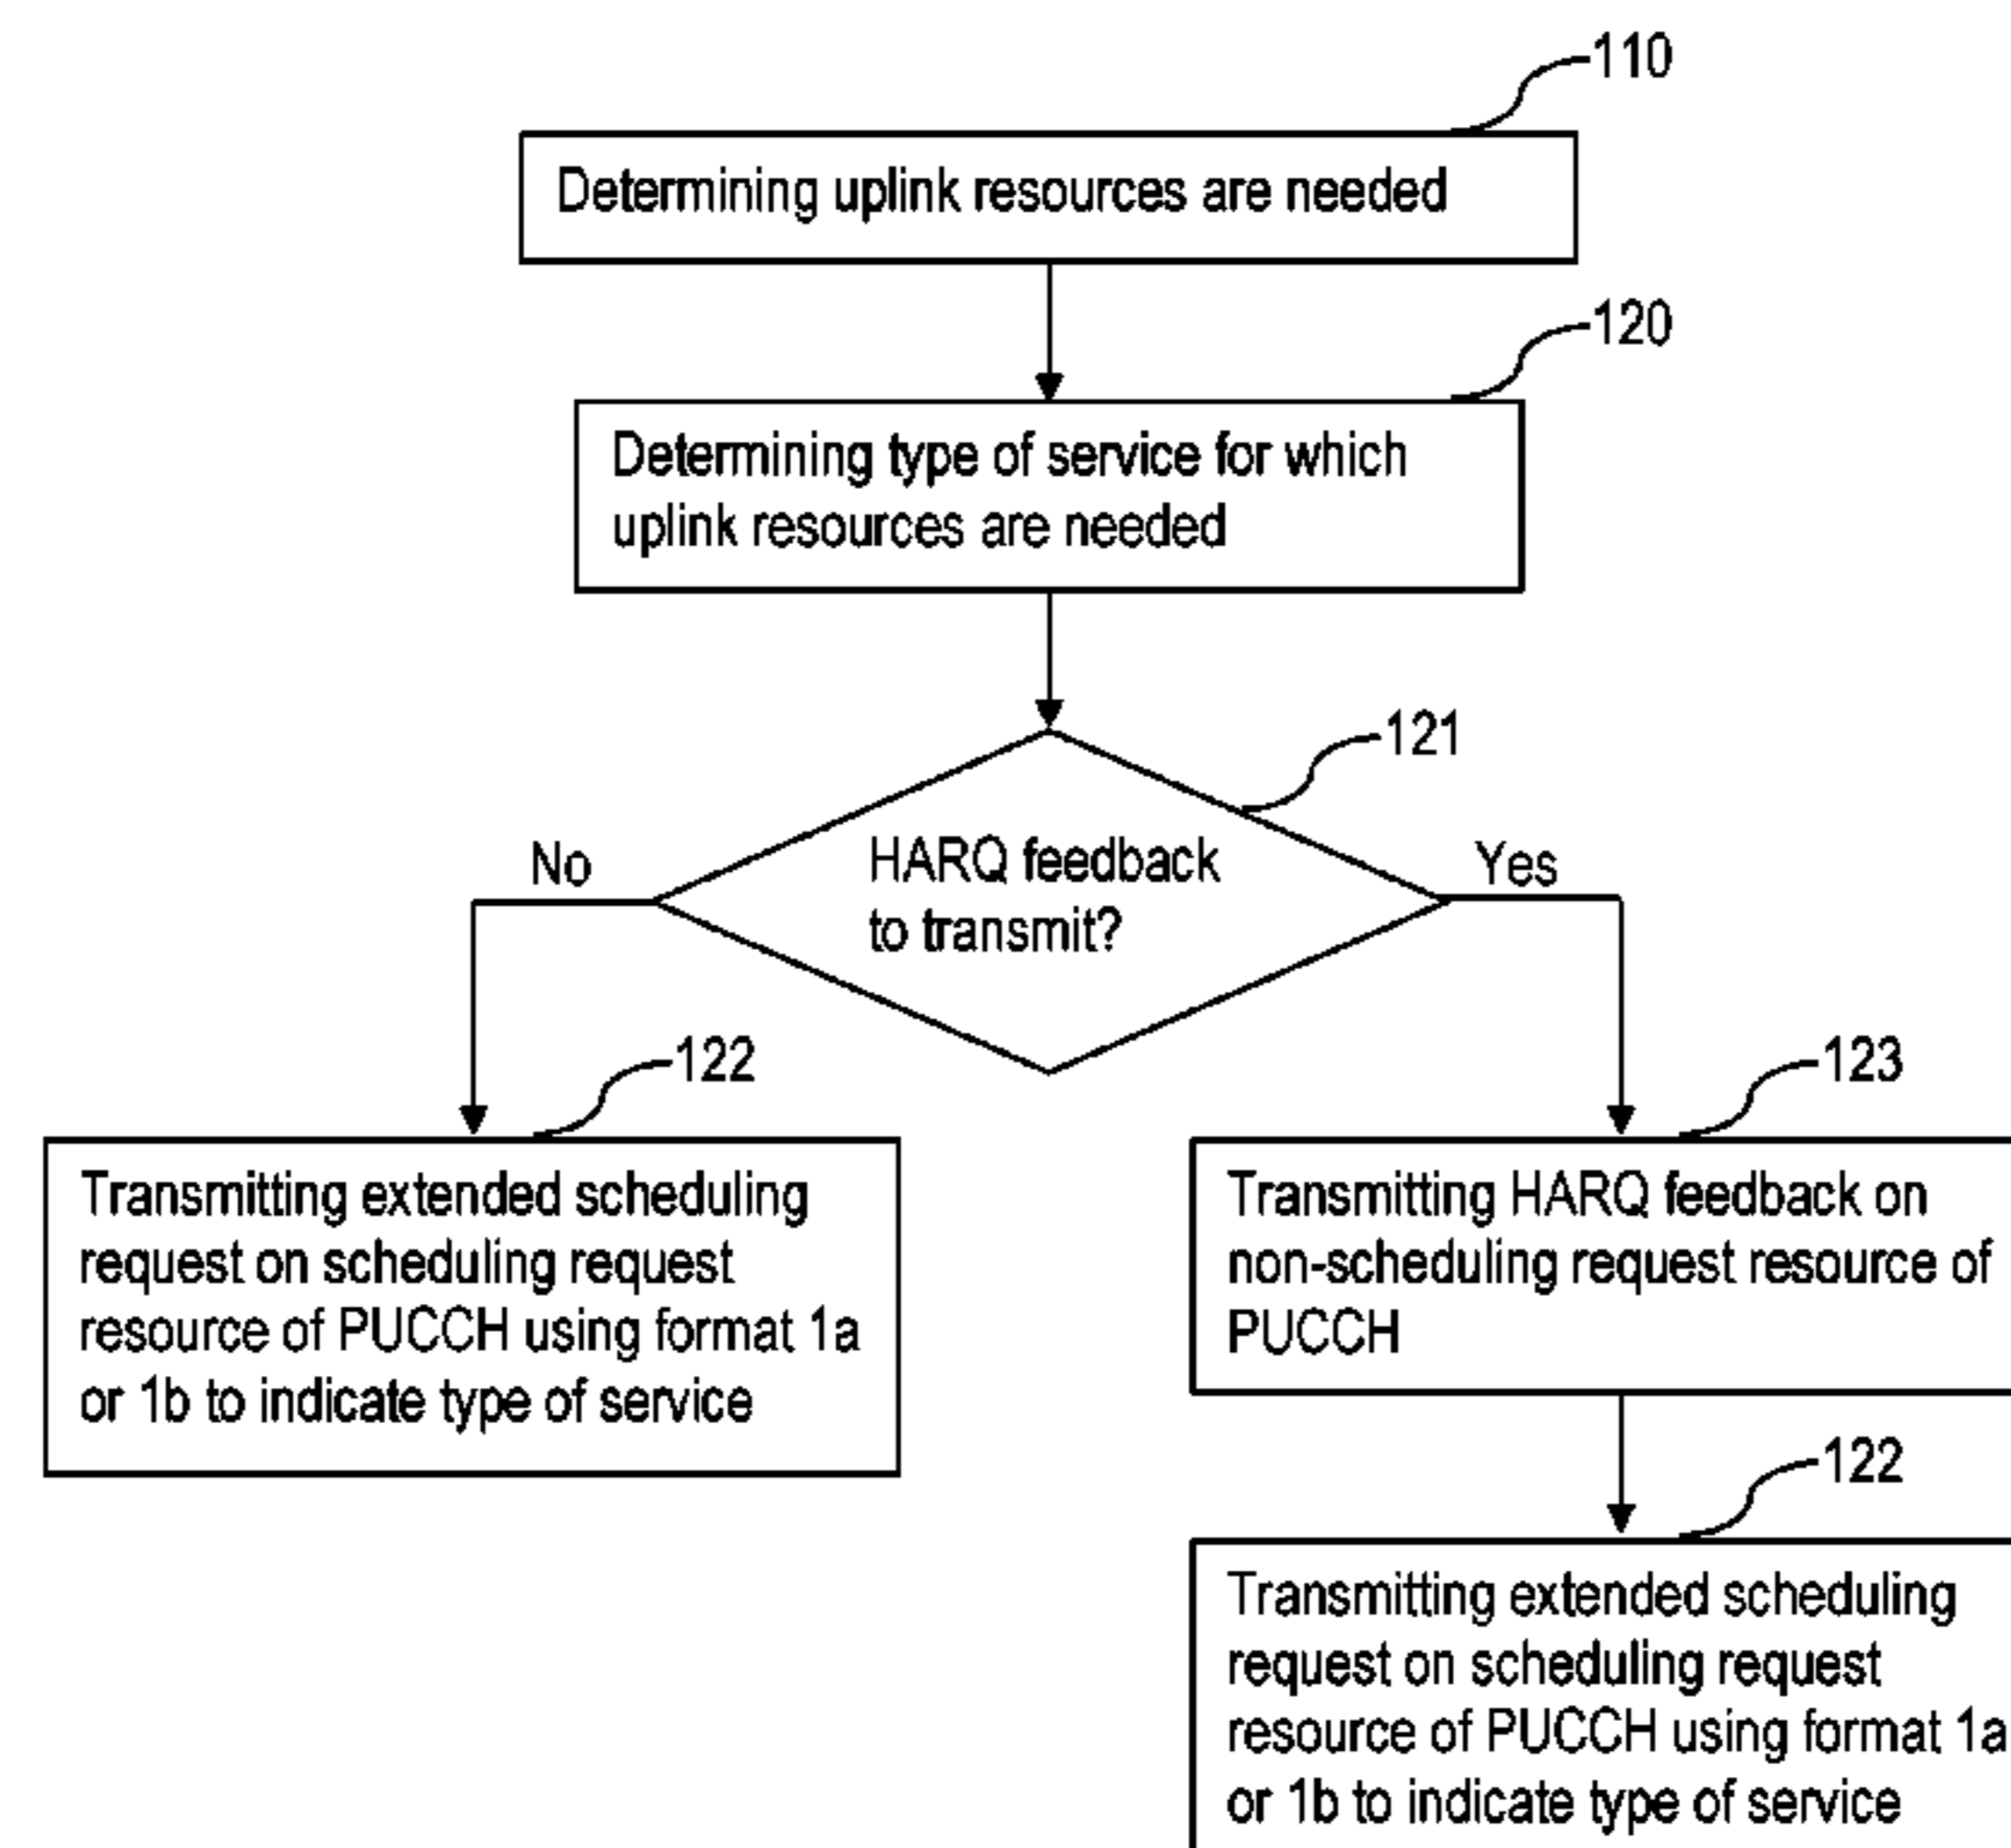 110
Determining uplink resources are needed
120
Determining type of service for which
uplink resources are needed
121
HARQ feedback
to transmit?
No
Yes
122
Transmitting extended scheduling
request on scheduling request
resource of PUCCH using format 1a
or 1b to indicate type of service
123
Transmitting HARQ feedback on
non-scheduling request resource of
PUCCH
122
Transmitting extended scheduling
request on scheduling request
resource of PUCCH using format 1a
or 1b to indicate type of service